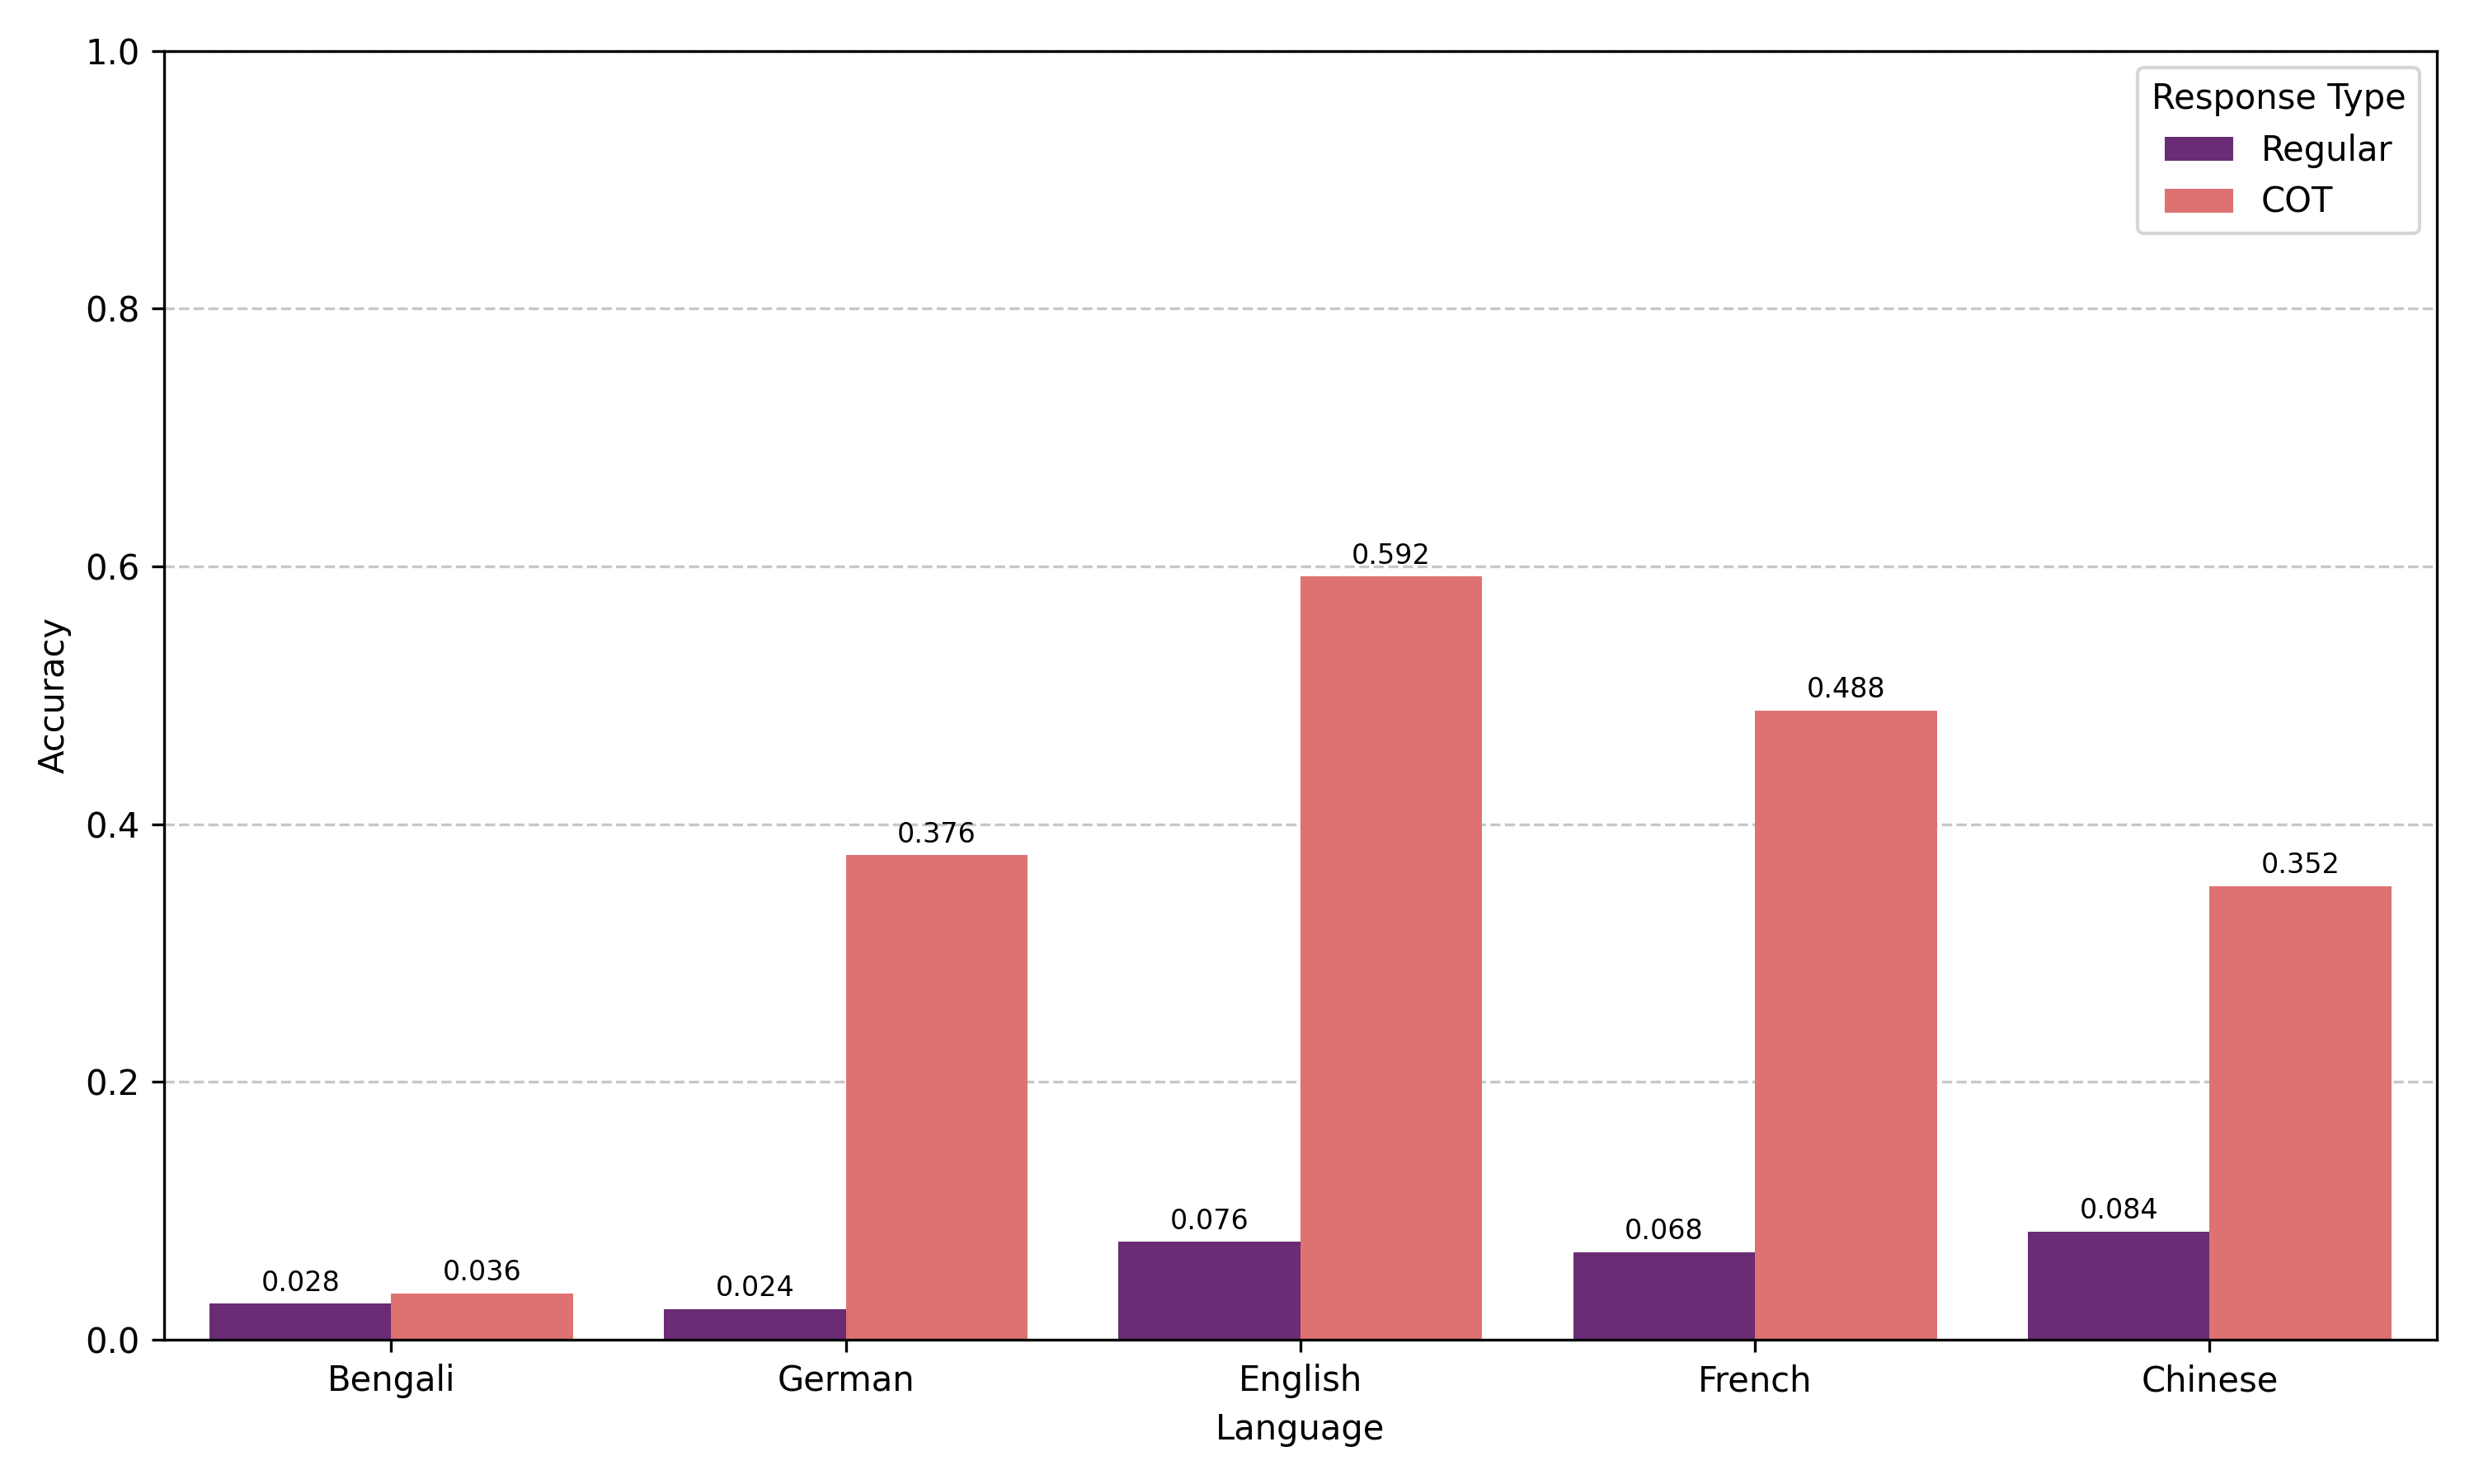 1.0
0.8
0.6
0.4
0.2
0.0
Accuracy
Response Type
Regular
COT
0.028
0.036
0.024
0.376
0.076
0.592
0.068
0.488
0.084
0.352
Bengali
German
English
French
Chinese
Language